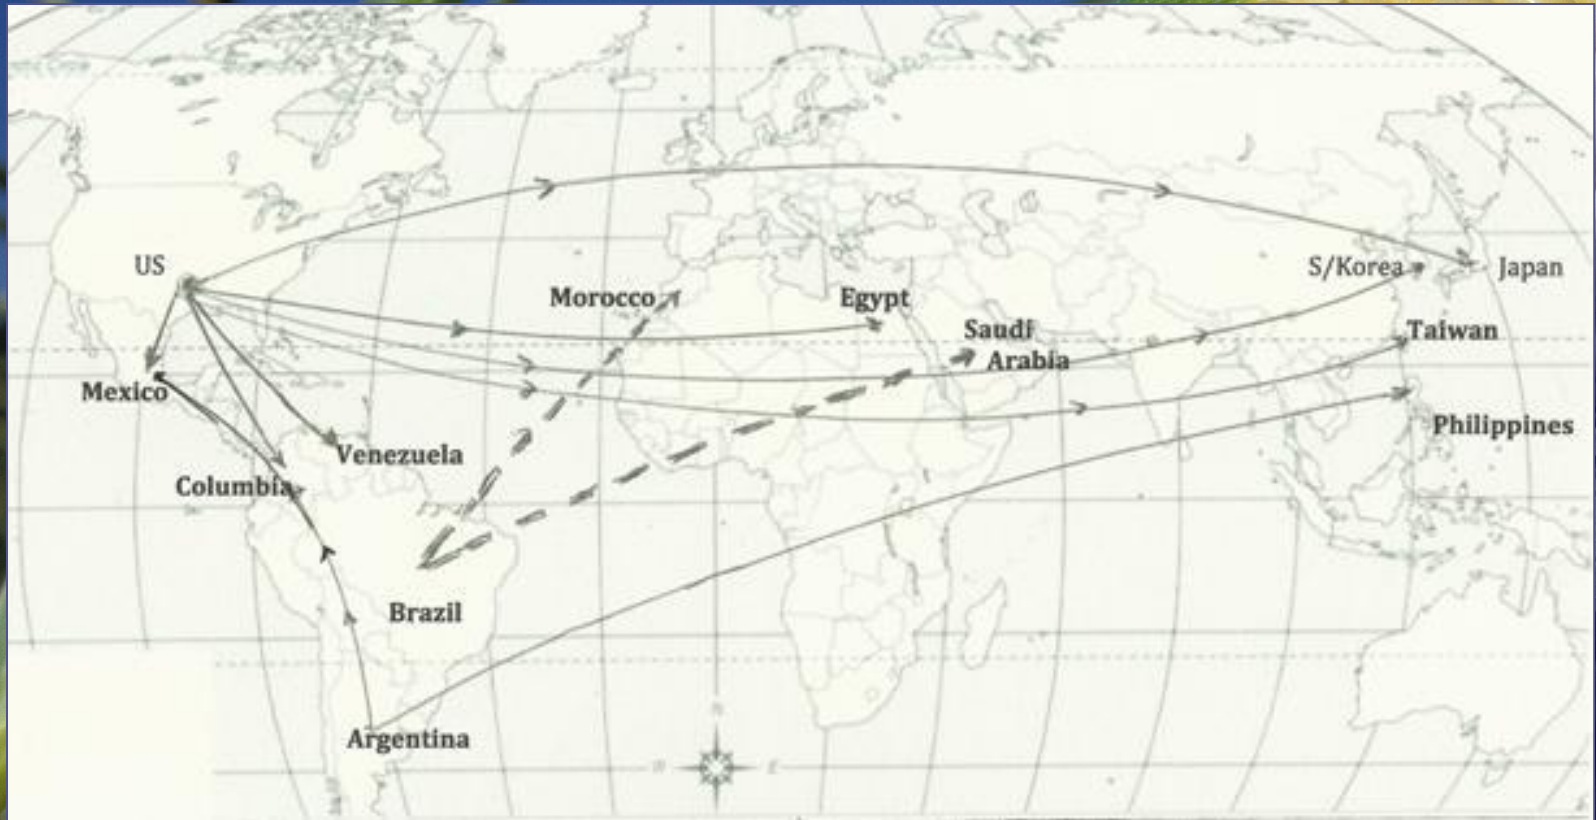 US
Morocco
Egypt
S/Korea
Japan
Saudi
Arabia
Taiwan
Mexico
Venezuela
Philippines
Columbia
Brazil
Argentina
E